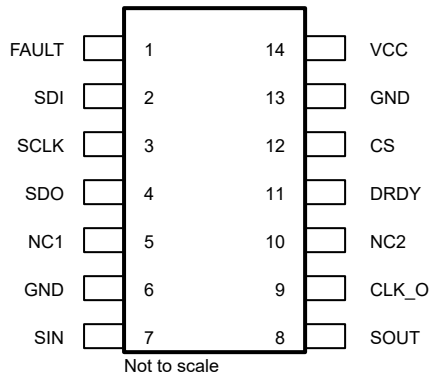 FAULT 1 14 VCC
SDI 2 13 GND
SCLK 3 12 CS
SDO 4 11 DRDY
NC1 5 10 NC2
GND 6 9 CLK_O
SIN 7 8 SOUT
Not to scale